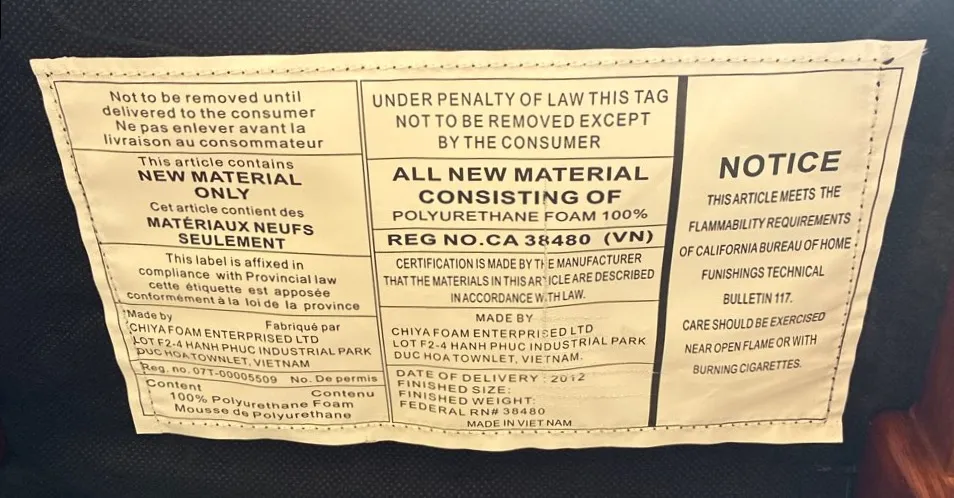 Not to be removed until
delivered to the consumer
Ne pas enlever avant la
livraison au consommateur
This article contains
NEW MATERIAL
ONLY
Cet article contient des
MATÉRIAUX NEUFS
SEULEMENT
This label is affixed in
compliance with Provincial law
cette étiquette est apposée
conformément à la loi de la province
Made by Fabriqué par
CHIYA FOAM ENTERPRISED LTD
LOT F2-4 HANH PHUC INDUSTRIAL PARK
DUC HOA TOWNLET, VIETNAM
Reg. no. 07T-00005509 No. De permis
Content Contenu
100% Polyurethane Foam
Mousse de Polyurethane
UNDER PENALTY OF LAW THIS TAG
NOT TO BE REMOVED EXCEPT
BY THE CONSUMER
ALL NEW MATERIAL
CONSISTING OF
POLYURETHANE FOAM 100%
REG NO.CA 38480 (VN)
CERTIFICATION IS MADE BY THE MANUFACTURER
THAT THE MATERIALS IN THIS ARTICLE ARE DESCRIBED
IN ACCORDANCE WITH LAW.
MADE BY
CHIYA FOAM ENTERPRISED LTD
LOT F2-4 HANH PHUC INDUSTRIAL PARK
DUC HOA TOWNLET, VIETNAM.
DATE OF DELIVERY : 2012
FINISHED SIZE:
FINISHED WEIGHT:
FEDERAL RN# 38480
MADE IN VIET NAM
NOTICE
THIS ARTICLE MEETS THE
FLAMMABILITY REQUIREMENTS
OF CALIFORNIA BUREAU OF HOME
FUNISHINGS TECHNICAL
BULLETIN 117.
CARE SHOULD BE EXERCISED
NEAR OPEN FLAME OR WITH
BURNING CIGARETTES.